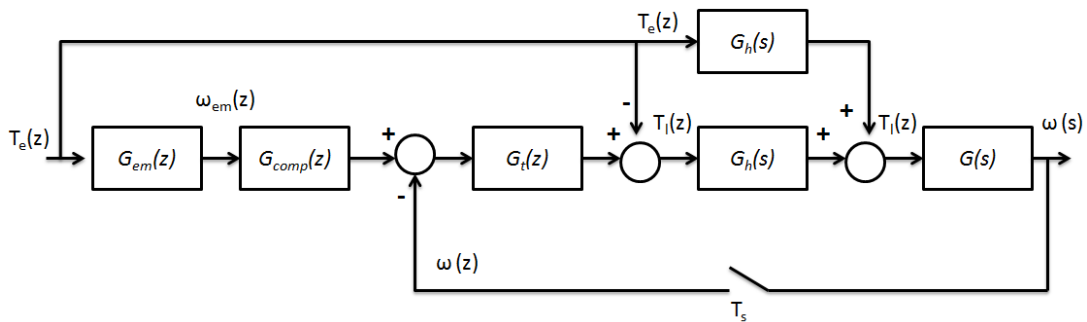 T_e(z)
G_h(s)
ω_em(z)
-
+
T_e(z)
+
+
T_l(z)
+
T_l(z)
ω (s)
G_em(z)
G_comp(z)
G_t(z)
G_h(s)
G(s)
-
ω (z)
T_s